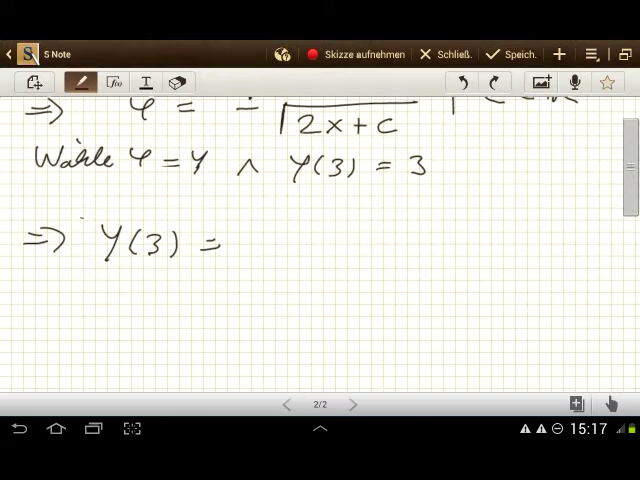 S Note
Skizze aufnehmen
Schließ.
Speich.
=> φ = ± √2x + c
Wähle φ = y ∧ y(3) = 3
=> y(3) =
2/2
15:17